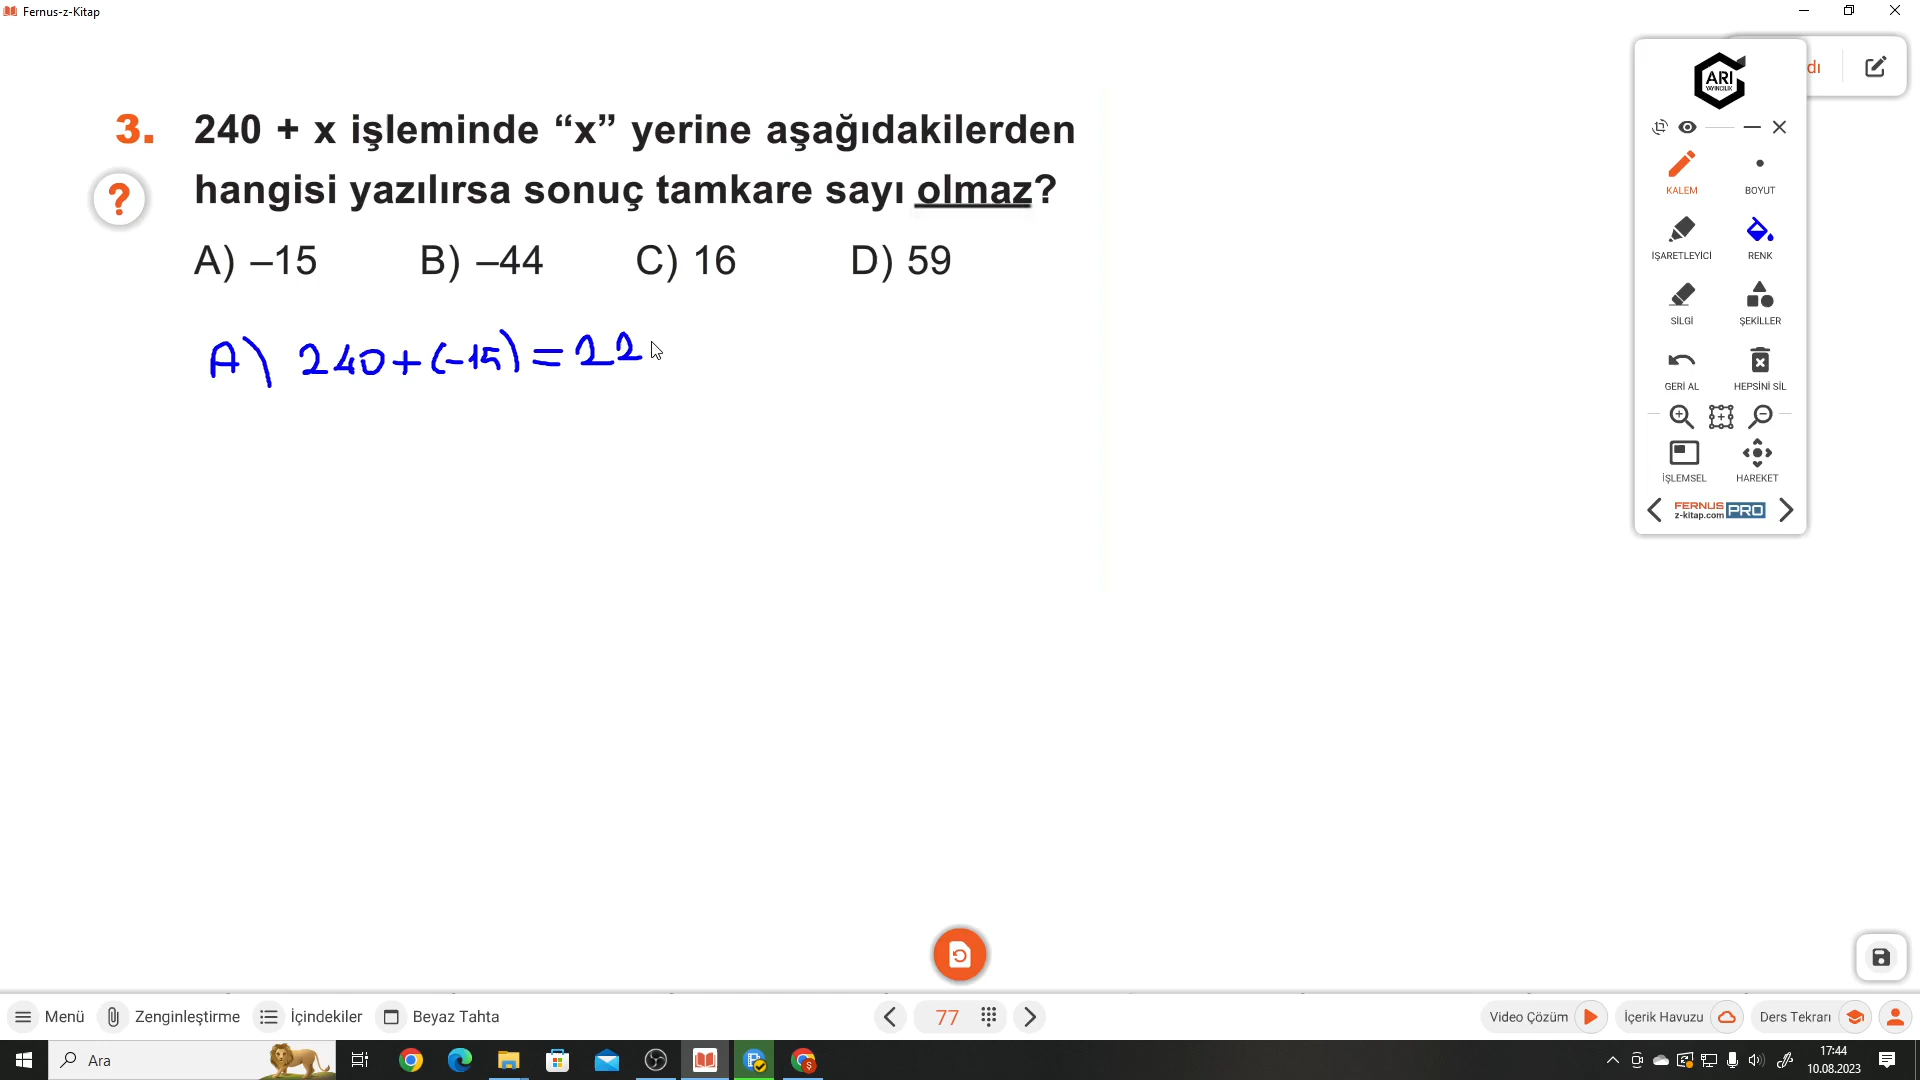 Fernus-z-Kitap
ARI
YAYINCILIK
dı
3. 240 + x işleminde “x” yerine aşağıdakilerden
? hangisi yazılırsa sonuç tamkare sayı olmaz?
A) –15 B) –44 C) 16 D) 59
A) 240+(-15)=22
KALEM BOYUT
İŞARETLEYİCİ RENK
SİLGİ ŞEKİLLER
GERİ AL HEPSİNİ SİL
İŞLEMSEL HAREKET
FERNUS
z-kitap.com PRO
Menü Zenginleştirme İçindekiler Beyaz Tahta 77 Video Çözüm İçerik Havuzu Ders Tekrarı
Ara
17:44
10.08.2023